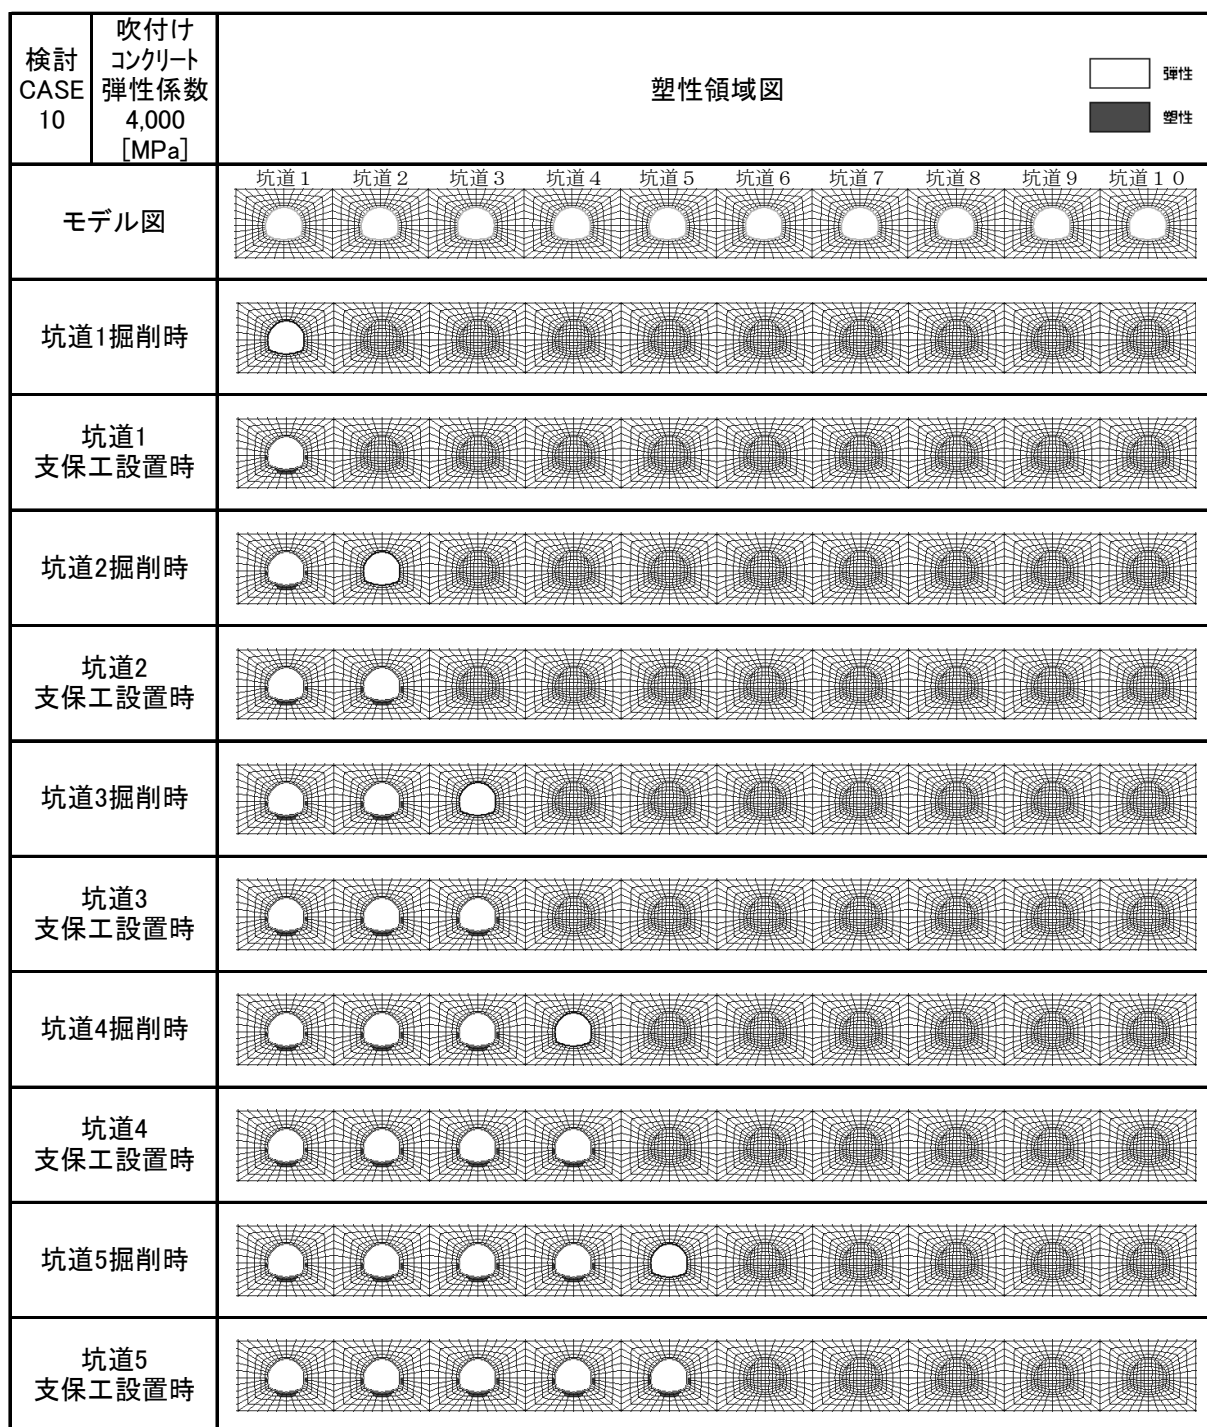 検討
CASE
10
吹付け
コンクリート
弾性係数
4,000
[MPa]
塑性領域図
弾性
塑性
モデル図
坑道1 坑道2 坑道3 坑道4 坑道5 坑道6 坑道7 坑道8 坑道9 坑道10
坑道1掘削時
坑道1
支保工設置時
坑道2掘削時
坑道2
支保工設置時
坑道3掘削時
坑道3
支保工設置時
坑道4掘削時
坑道4
支保工設置時
坑道5掘削時
坑道5
支保工設置時